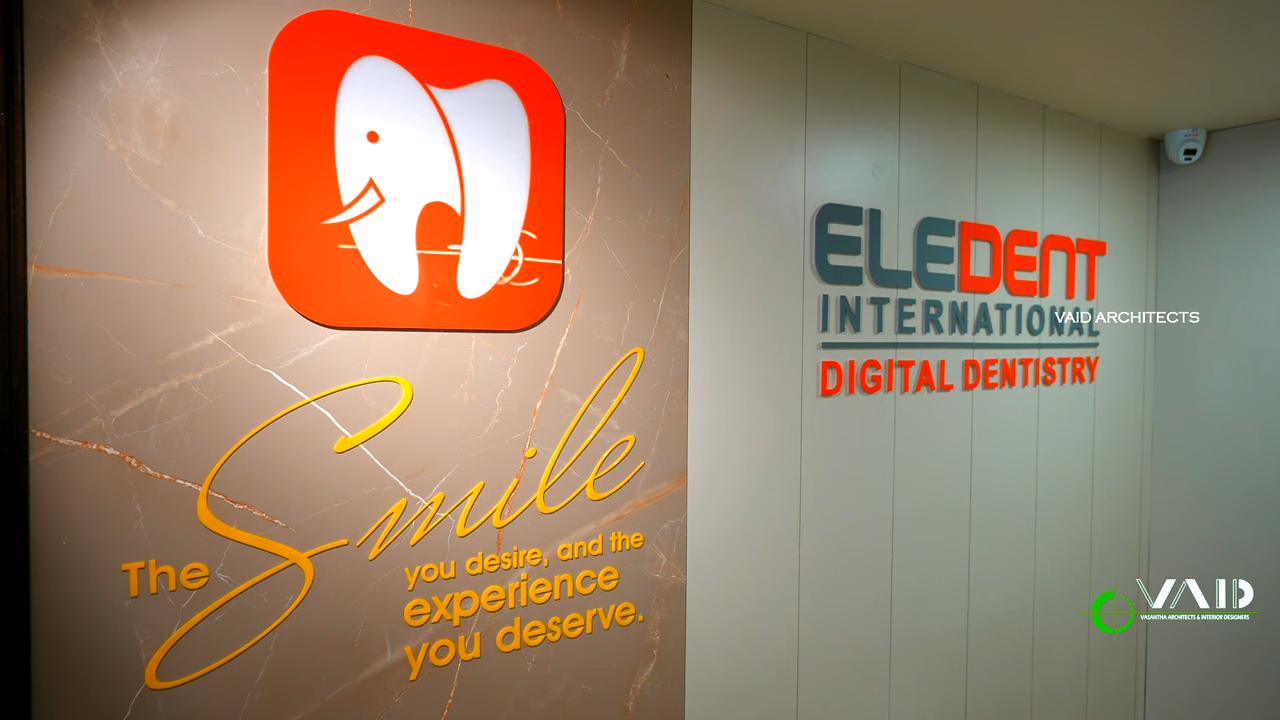 The Smile
you desire, and the
experience
you deserve.
ELEDENT
INTERNATIONAL
DIGITAL DENTISTRY
VAID ARCHITECTS
VAID
VASANTHA ARCHITECTS & INTERIOR DESIGNERS